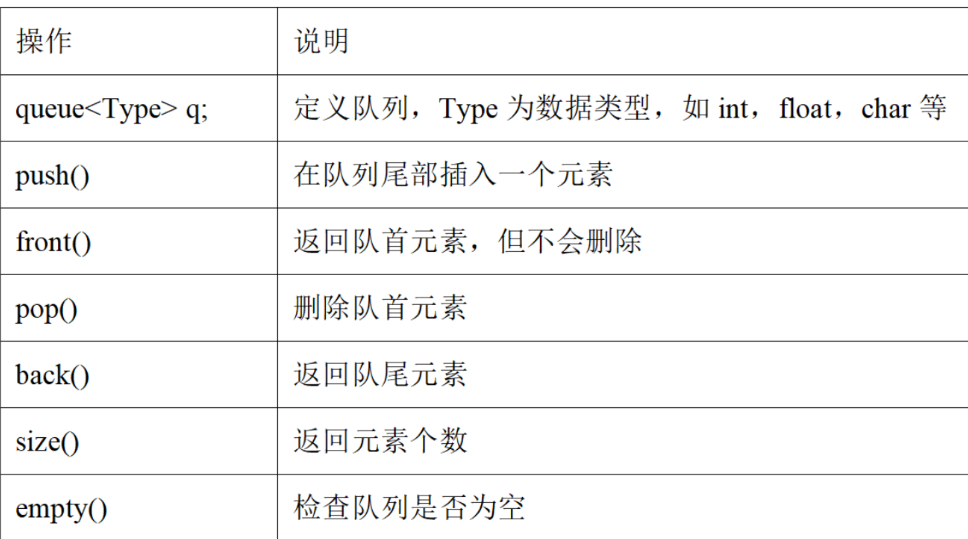 操作 说明
queue<Type> q; 定义队列，Type 为数据类型，如 int，float，char 等
push() 在队列尾部插入一个元素
front() 返回队首元素，但不会删除
pop() 删除队首元素
back() 返回队尾元素
size() 返回元素个数
empty() 检查队列是否为空